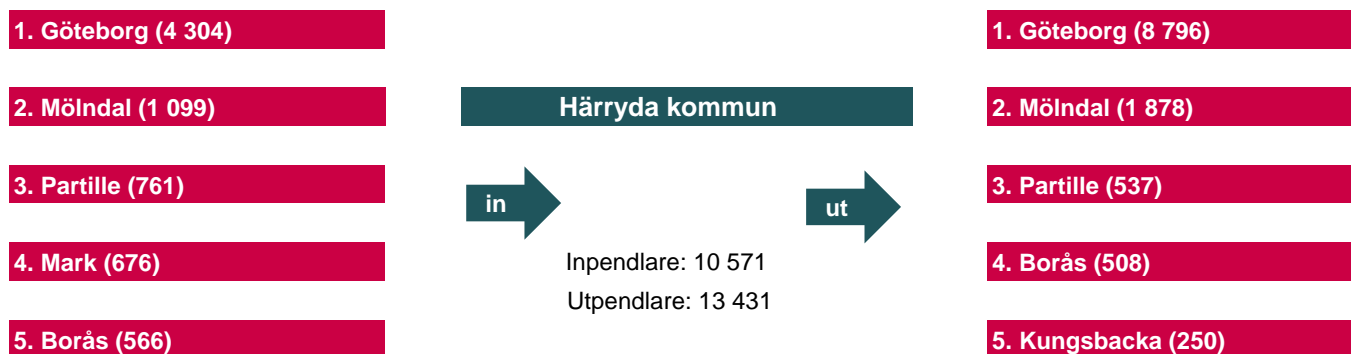 1. Göteborg (4 304)
2. Mölndal (1 099)
3. Partille (761)
4. Mark (676)
5. Borås (566)
Härryda kommun
in
ut
Inpendlare: 10 571
Utpendlare: 13 431
1. Göteborg (8 796)
2. Mölndal (1 878)
3. Partille (537)
4. Borås (508)
5. Kungsbacka (250)